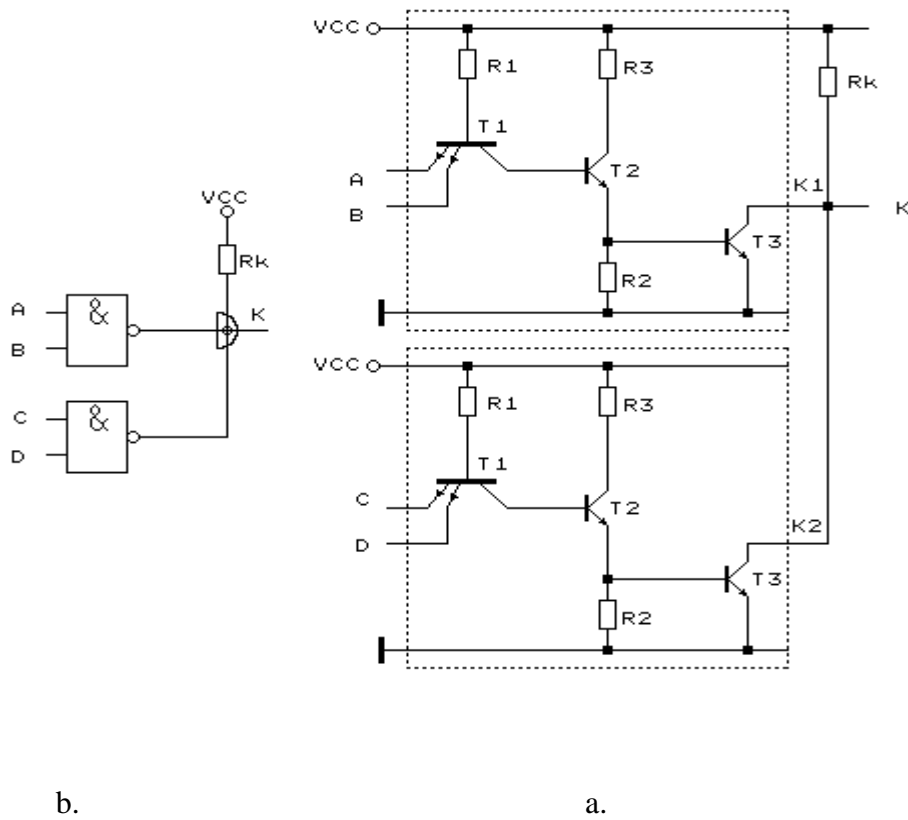 VCC
R1
R3
Rk
T1
A
T2
K1
B
K
T3
R2
VCC
Rk
A
&
K
B
C
&
D
VCC
R1
R3
T1
C
T2
D
K2
T3
R2
b.
a.